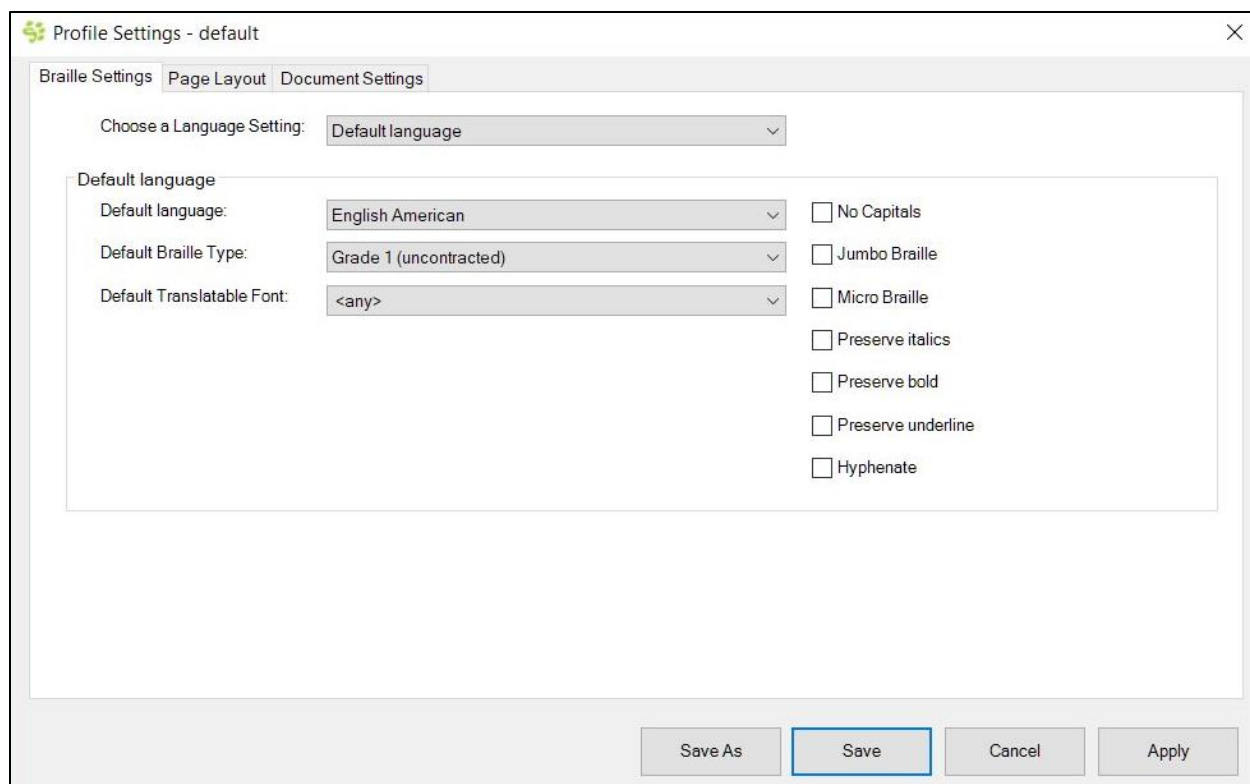 Profile Settings - default
Braille Settings Page Layout Document Settings
Choose a Language Setting: Default language
Default language
Default language: English American
Default Braille Type: Grade 1 (uncontracted)
Default Translatable Font: <any>
No Capitals
Jumbo Braille
Micro Braille
Preserve italics
Preserve bold
Preserve underline
Hyphenate
Save As Save Cancel Apply